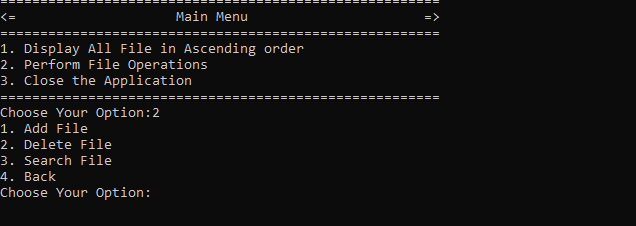 =======================================================
<=                    Main Menu                      =>
=======================================================
1. Display All File in Ascending order
2. Perform File Operations
3. Close the Application
=======================================================
Choose Your Option:2
1. Add File
2. Delete File
3. Search File
4. Back
Choose Your Option: